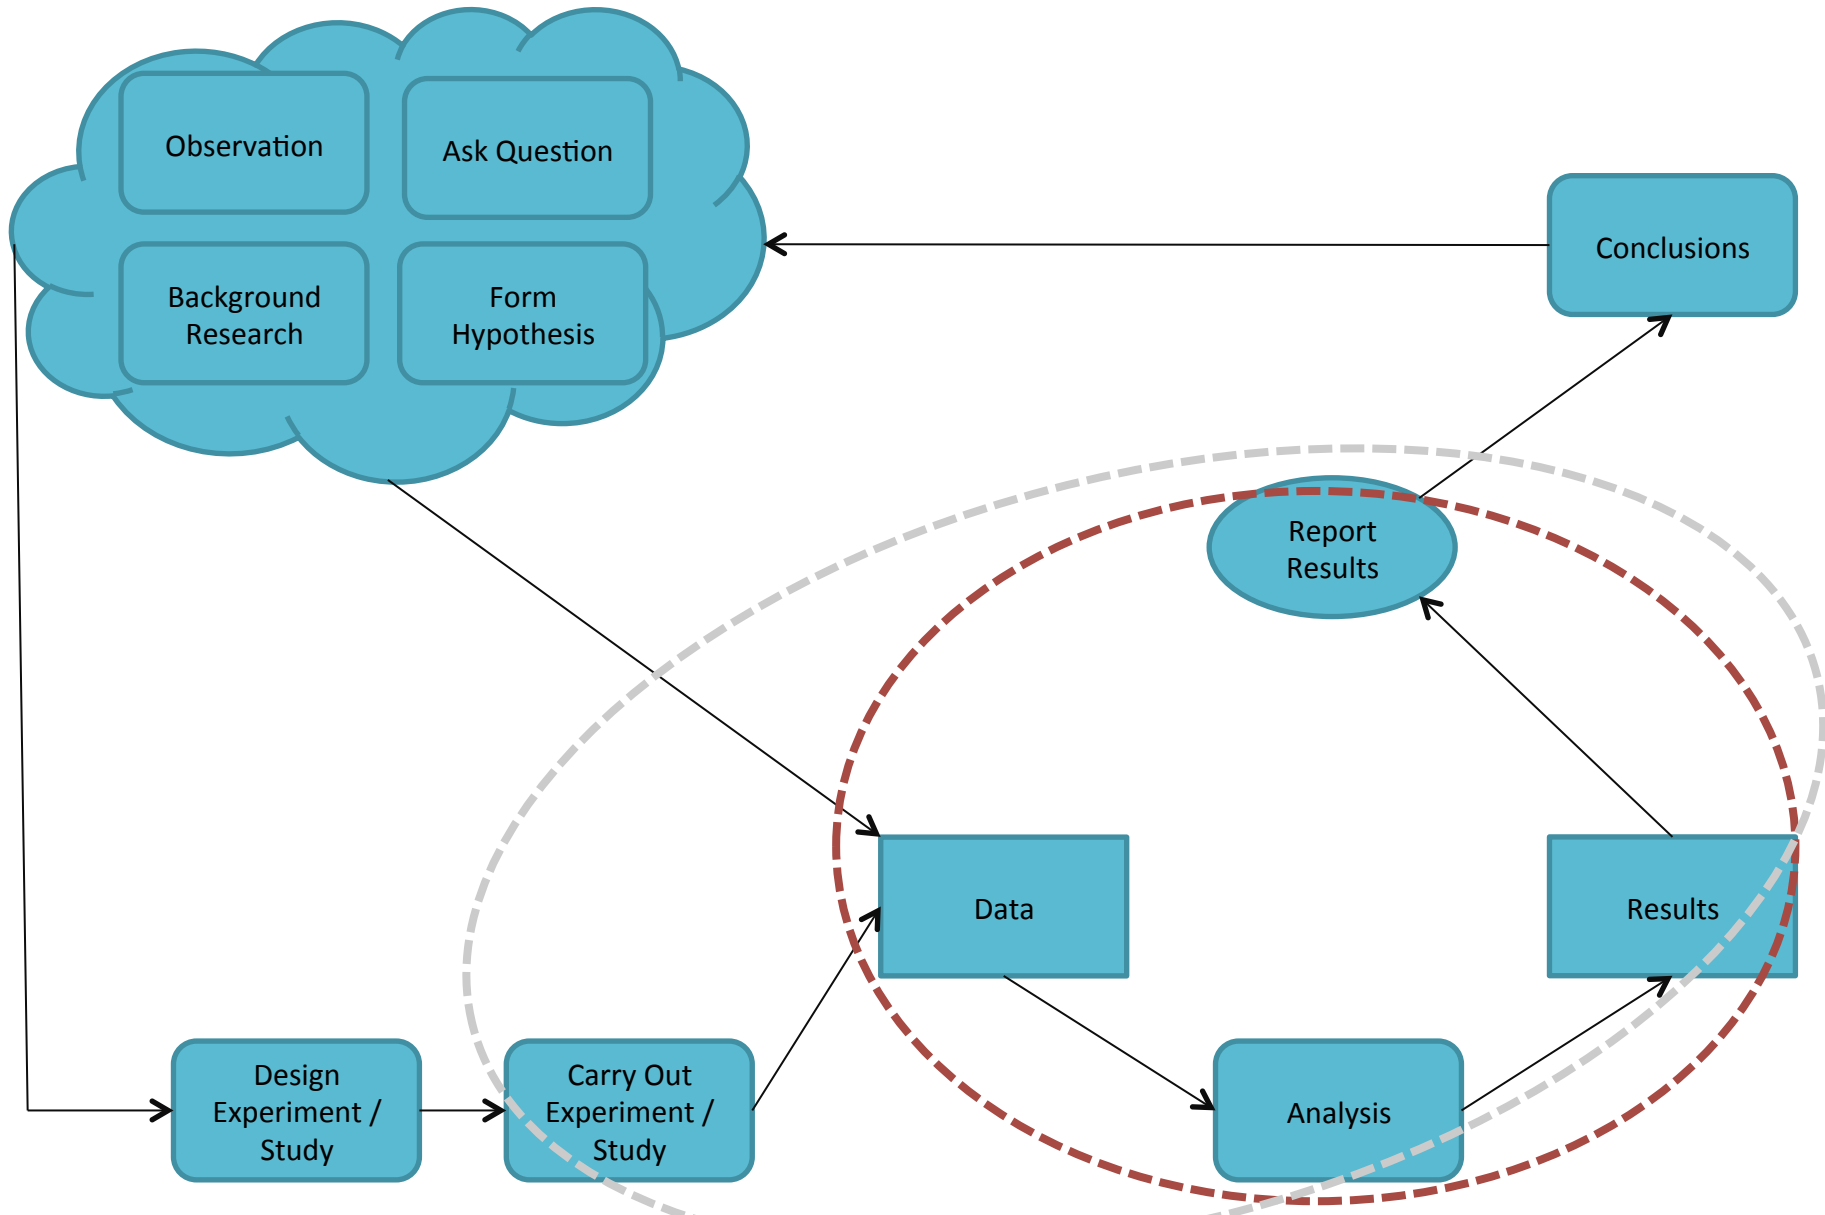 Observation
Ask Question
Background
Research
Form
Hypothesis
Conclusions
Report
Results
Data
Results
Design
Experiment /
Study
Carry Out
Experiment /
Study
Analysis